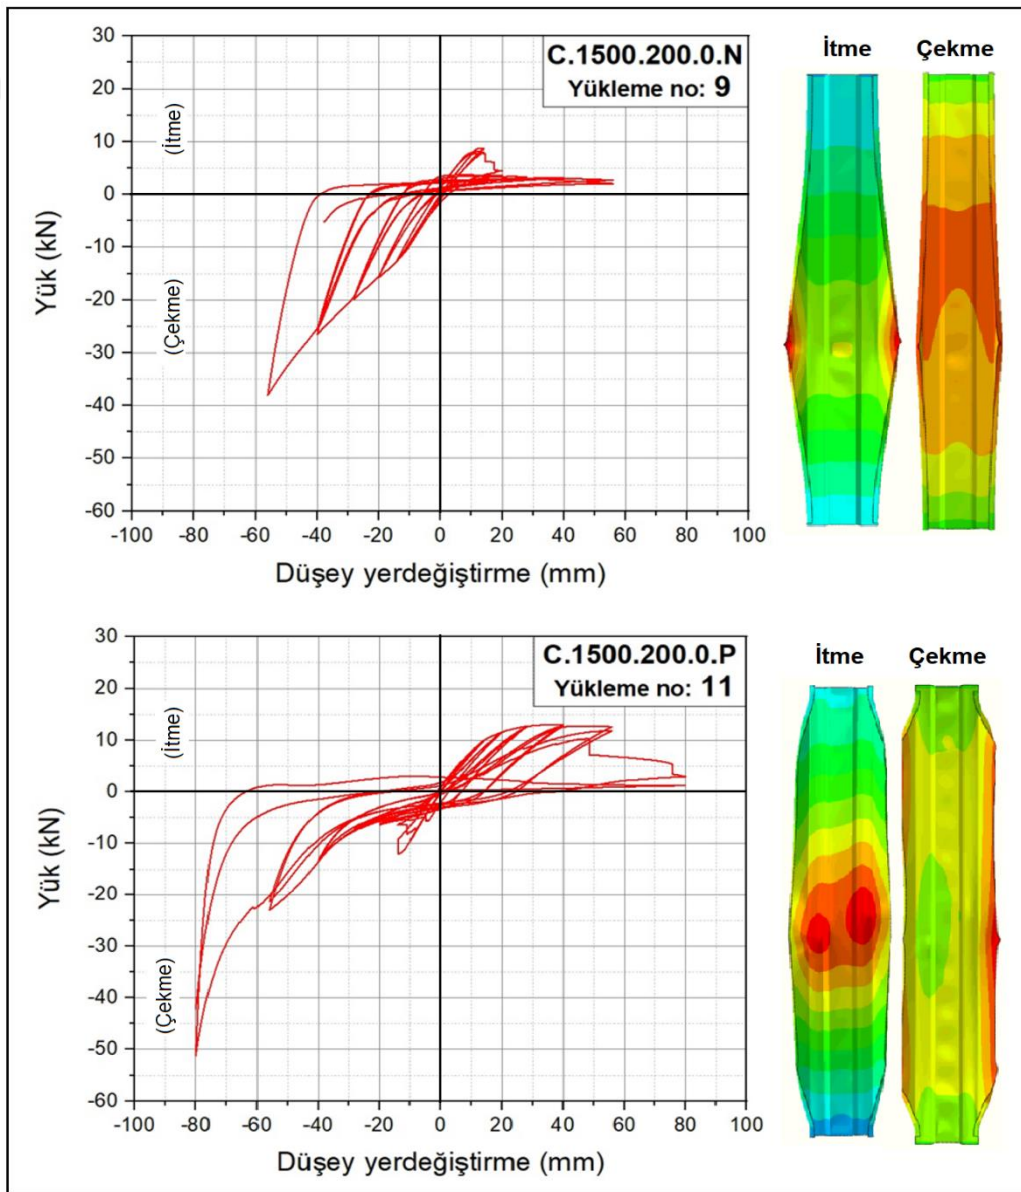 C.1500.200.0.N
Yükleme no: 9
İtme Çekme
30
20
10
0
-10
-20
-30
-40
-50
-60
Yük (kN)
(İtme)
(Çekme)
-100 -80 -60 -40 -20 0 20 40 60 80 100
Düşey yerdeğiştirme (mm)
C.1500.200.0.P
Yükleme no: 11
İtme Çekme
30
20
10
0
-10
-20
-30
-40
-50
-60
Yük (kN)
(İtme)
(Çekme)
-100 -80 -60 -40 -20 0 20 40 60 80 100
Düşey yerdeğiştirme (mm)